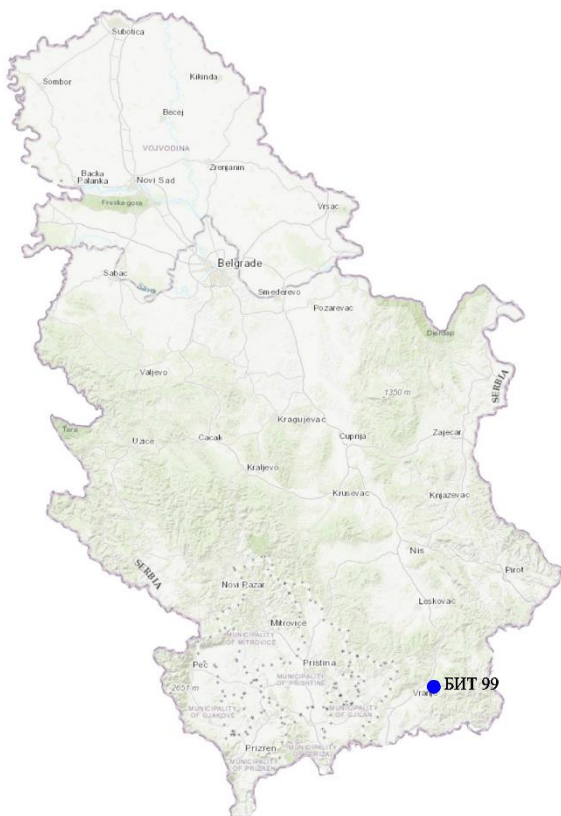 Subotica
Sombor
Kikinda
Becej
VOJVODINA
Backa
Palanka
Novi Sad
Zrenjanin
Fruska gora
Vrsac
Belgrade
Sabac
Sava
Smederevo
Pozarevac
Djerdap
SERBIA
Valjevo
1350 m
Tara
Uzice
Cacak
Kragujevac
Cuprija
Zajecar
Kraljevo
Krusevac
Knjazevac
Nis
Pirot
SERBIA
Novi Pazar
Leskovac
Mitrovice
MUNICIPALITY
OF MITROVICE
Pec
Pristina
2651 m
MUNICIPALITY
OF PRISHTINE
БИТ 99
MUNICIPALITY
OF GJAKOVE
MUNICIPALITY
OF GJILAN
Prizren
MUNICIPALITY
OF PRIZREN